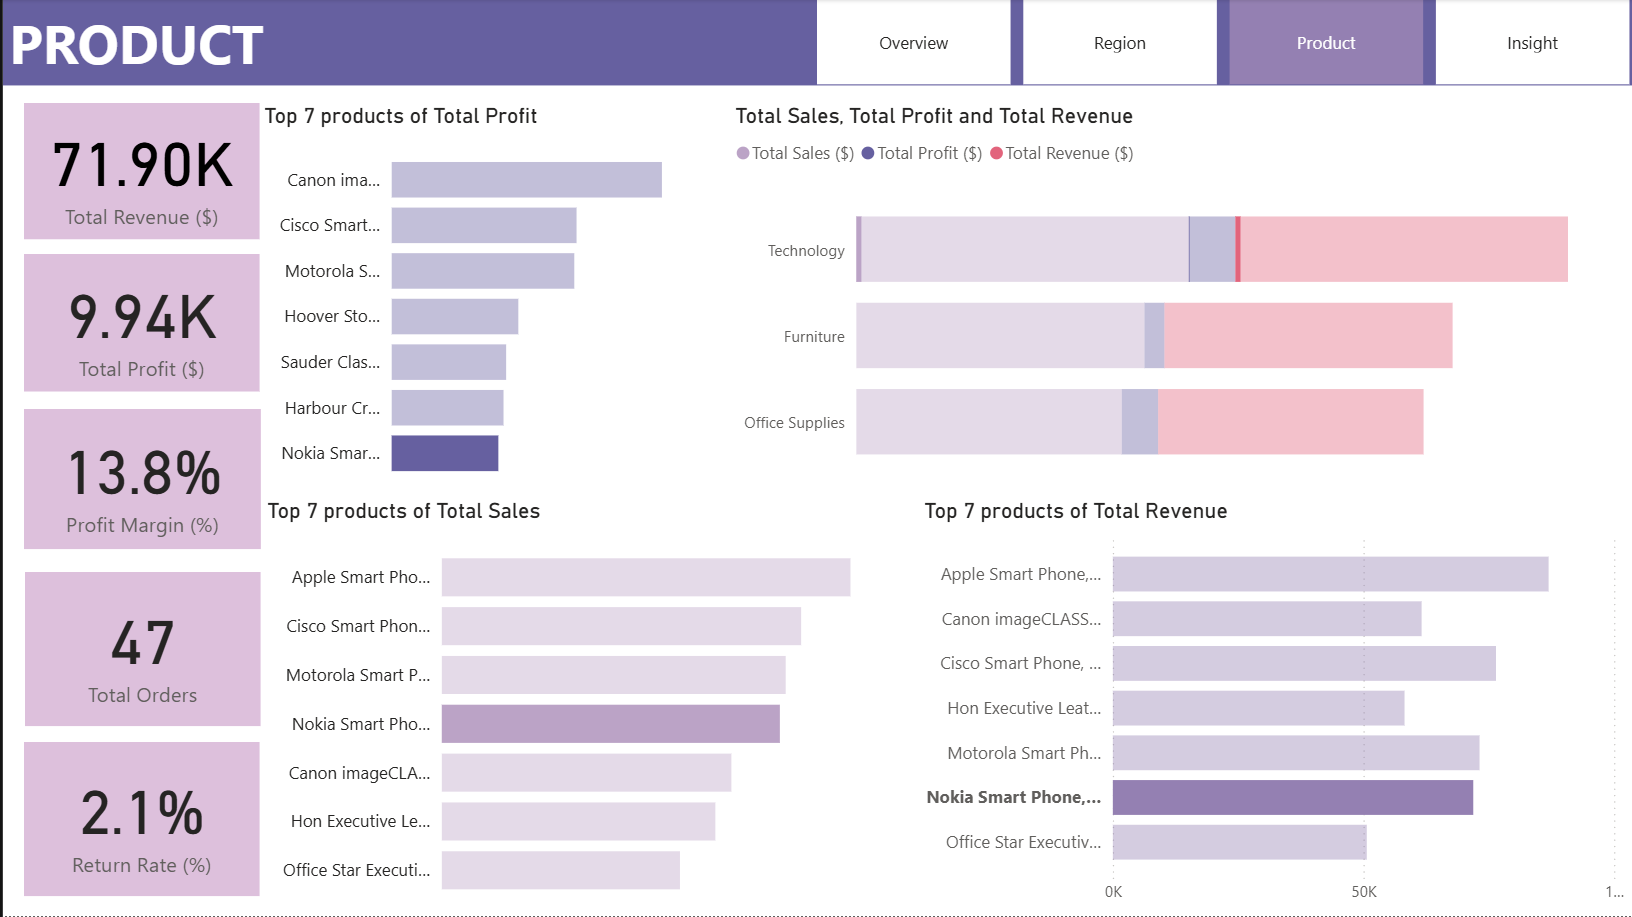 PRODUCT
Overview
Region
Product
Insight
71.90K
Total Revenue ($)
9.94K
Total Profit ($)
13.8%
Profit Margin (%)
47
Total Orders
2.1%
Return Rate (%)
Top 7 products of Total Profit
Canon ima...
Cisco Smart...
Motorola S...
Hoover Sto...
Sauder Clas...
Harbour Cr...
Nokia Smar...
Total Sales, Total Profit and Total Revenue
Total Sales ($) Total Profit ($) Total Revenue ($)
Technology
Furniture
Office Supplies
Top 7 products of Total Sales
Apple Smart Pho...
Cisco Smart Phon...
Motorola Smart P...
Nokia Smart Pho...
Canon imageCLA...
Hon Executive Le...
Office Star Executi...
Top 7 products of Total Revenue
Apple Smart Phone,...
Canon imageCLASS...
Cisco Smart Phone, ...
Hon Executive Leat...
Motorola Smart Ph...
Nokia Smart Phone,...
Office Star Executiv...
0K 50K 1...